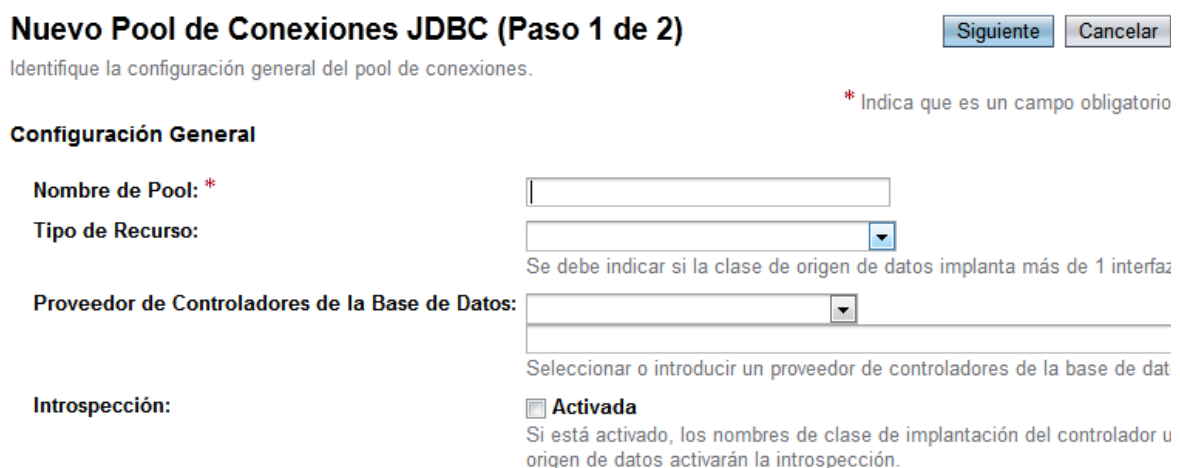 Nuevo Pool de Conexiones JDBC (Paso 1 de 2)
Siguiente
Cancelar
Identifique la configuración general del pool de conexiones.
* Indica que es un campo obligatorio
Configuración General
Nombre de Pool: *
Tipo de Recurso:
Se debe indicar si la clase de origen de datos implanta más de 1 interfaz
Proveedor de Controladores de la Base de Datos:
Seleccionar o introducir un proveedor de controladores de la base de dat
Introspección:
Activada
Si está activado, los nombres de clase de implantación del controlador u
origen de datos activarán la introspección.